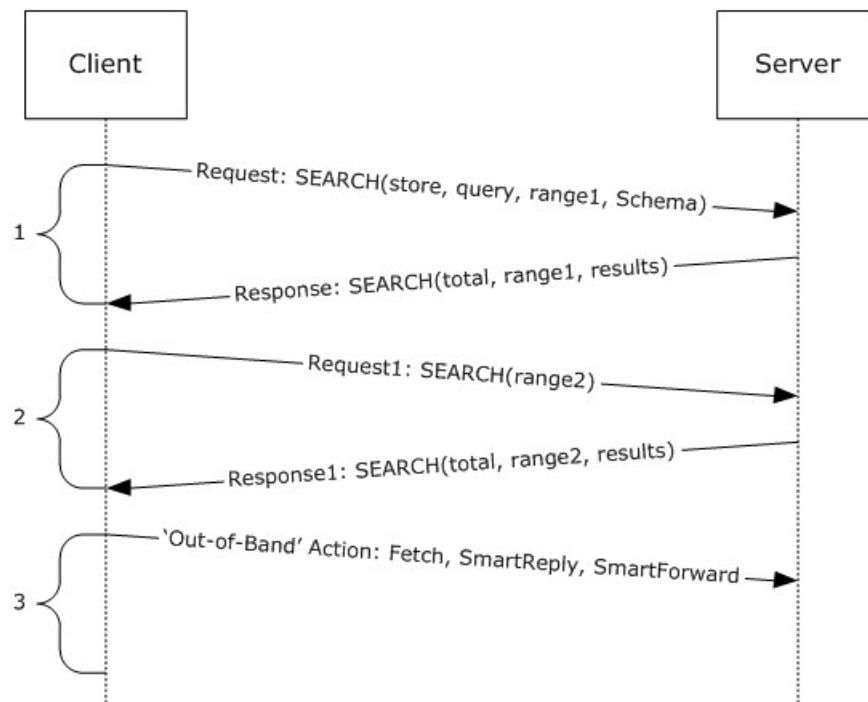 Client
Server
Request: SEARCH(store, query, range1, Schema)
1
Response: SEARCH(total, range1, results)
Request1: SEARCH(range2)
2
Response1: SEARCH(total, range2, results)
‘Out-of-Band’ Action: Fetch, SmartReply, SmartForward
3